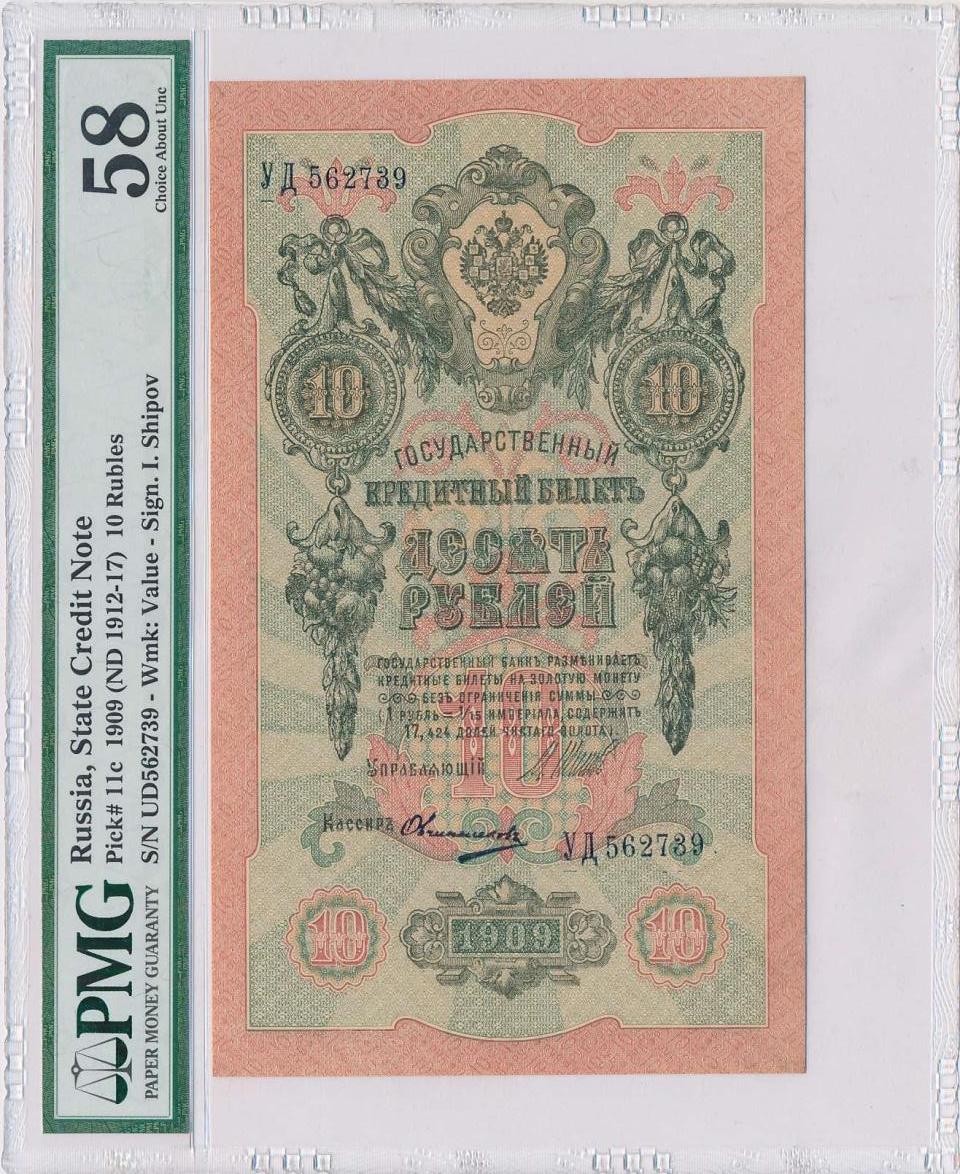 PMG
PAPER MONEY GUARANTY
Russia, State Credit Note
Pick# 11c 1909 (ND 1912-17) 10 Rubles
S/N UD562739 - Wmk: Value - Sign. I. Shipov
58
Choice About Unc
УД 562739
10
10
ГОСУДАРСТВЕННЫЙ
КРЕДИТНЫЙ БИЛЕТЪ
ДЕСЯТЬ
РУБЛЕЙ
ГОСУДАРСТВЕННЫЙ БАНКЪ РАЗМѢНИВАЕТЪ
КРЕДИТНЫЕ БИЛЕТЫ НА ЗОЛОТУЮ МОНЕТУ
БЕЗЪ ОГРАНИЧЕНІЯ СУММЫ
(1 РУБЛЬ = 1/15 ИМПЕРІАЛА, СОДЕРЖИТЪ
17,424 ДОЛЕЙ ЧИСТАГО ЗОЛОТА).
10
УПРАВЛЯЮЩІЙ
Кассиръ Овчинниковъ
УД 562739
10
1909
10